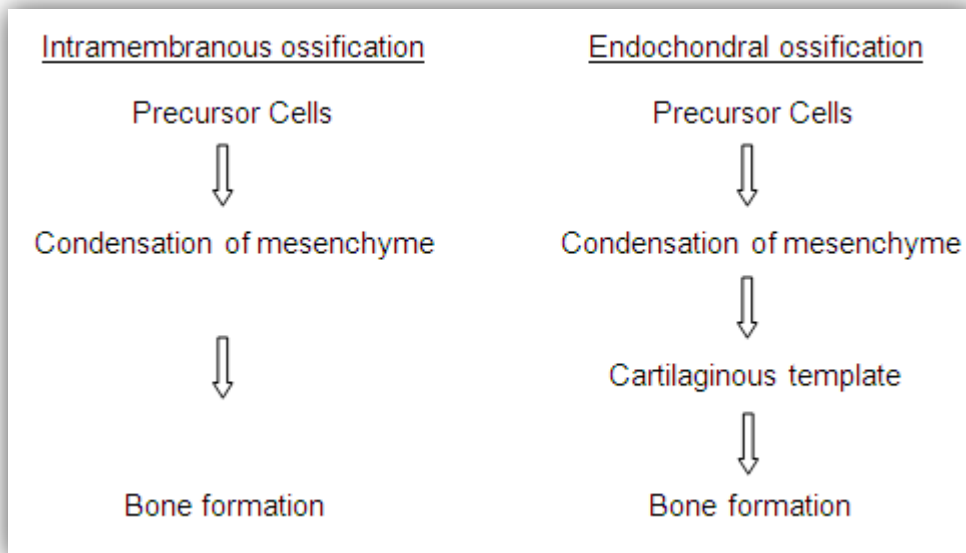 Intramembranous ossification
Precursor Cells
Condensation of mesenchyme
Bone formation
Endochondral ossification
Precursor Cells
Condensation of mesenchyme
Cartilaginous template
Bone formation